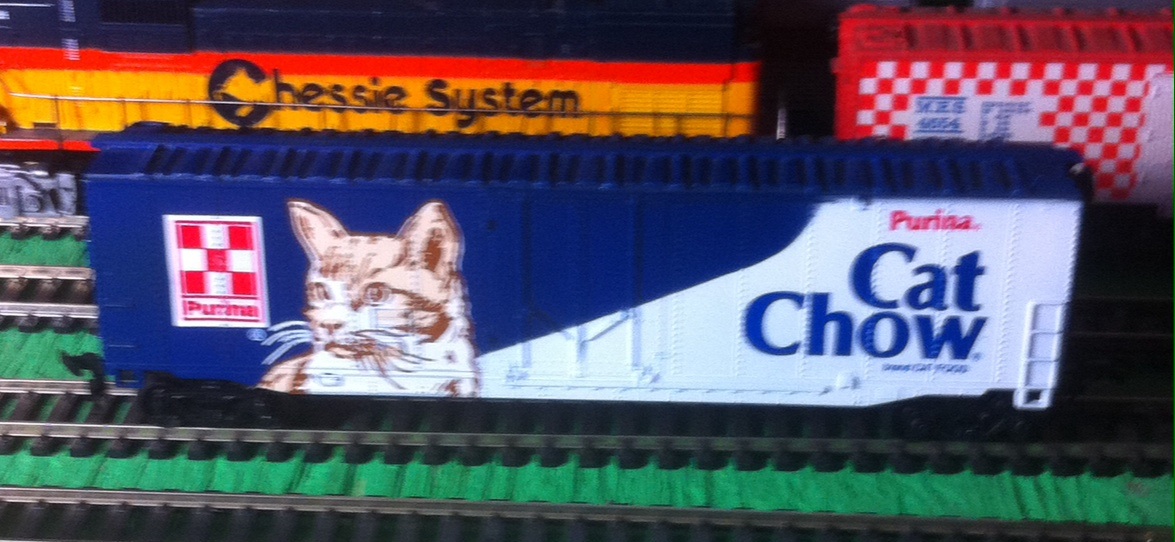 Chessie System
Purina
Purina
Cat
Chow